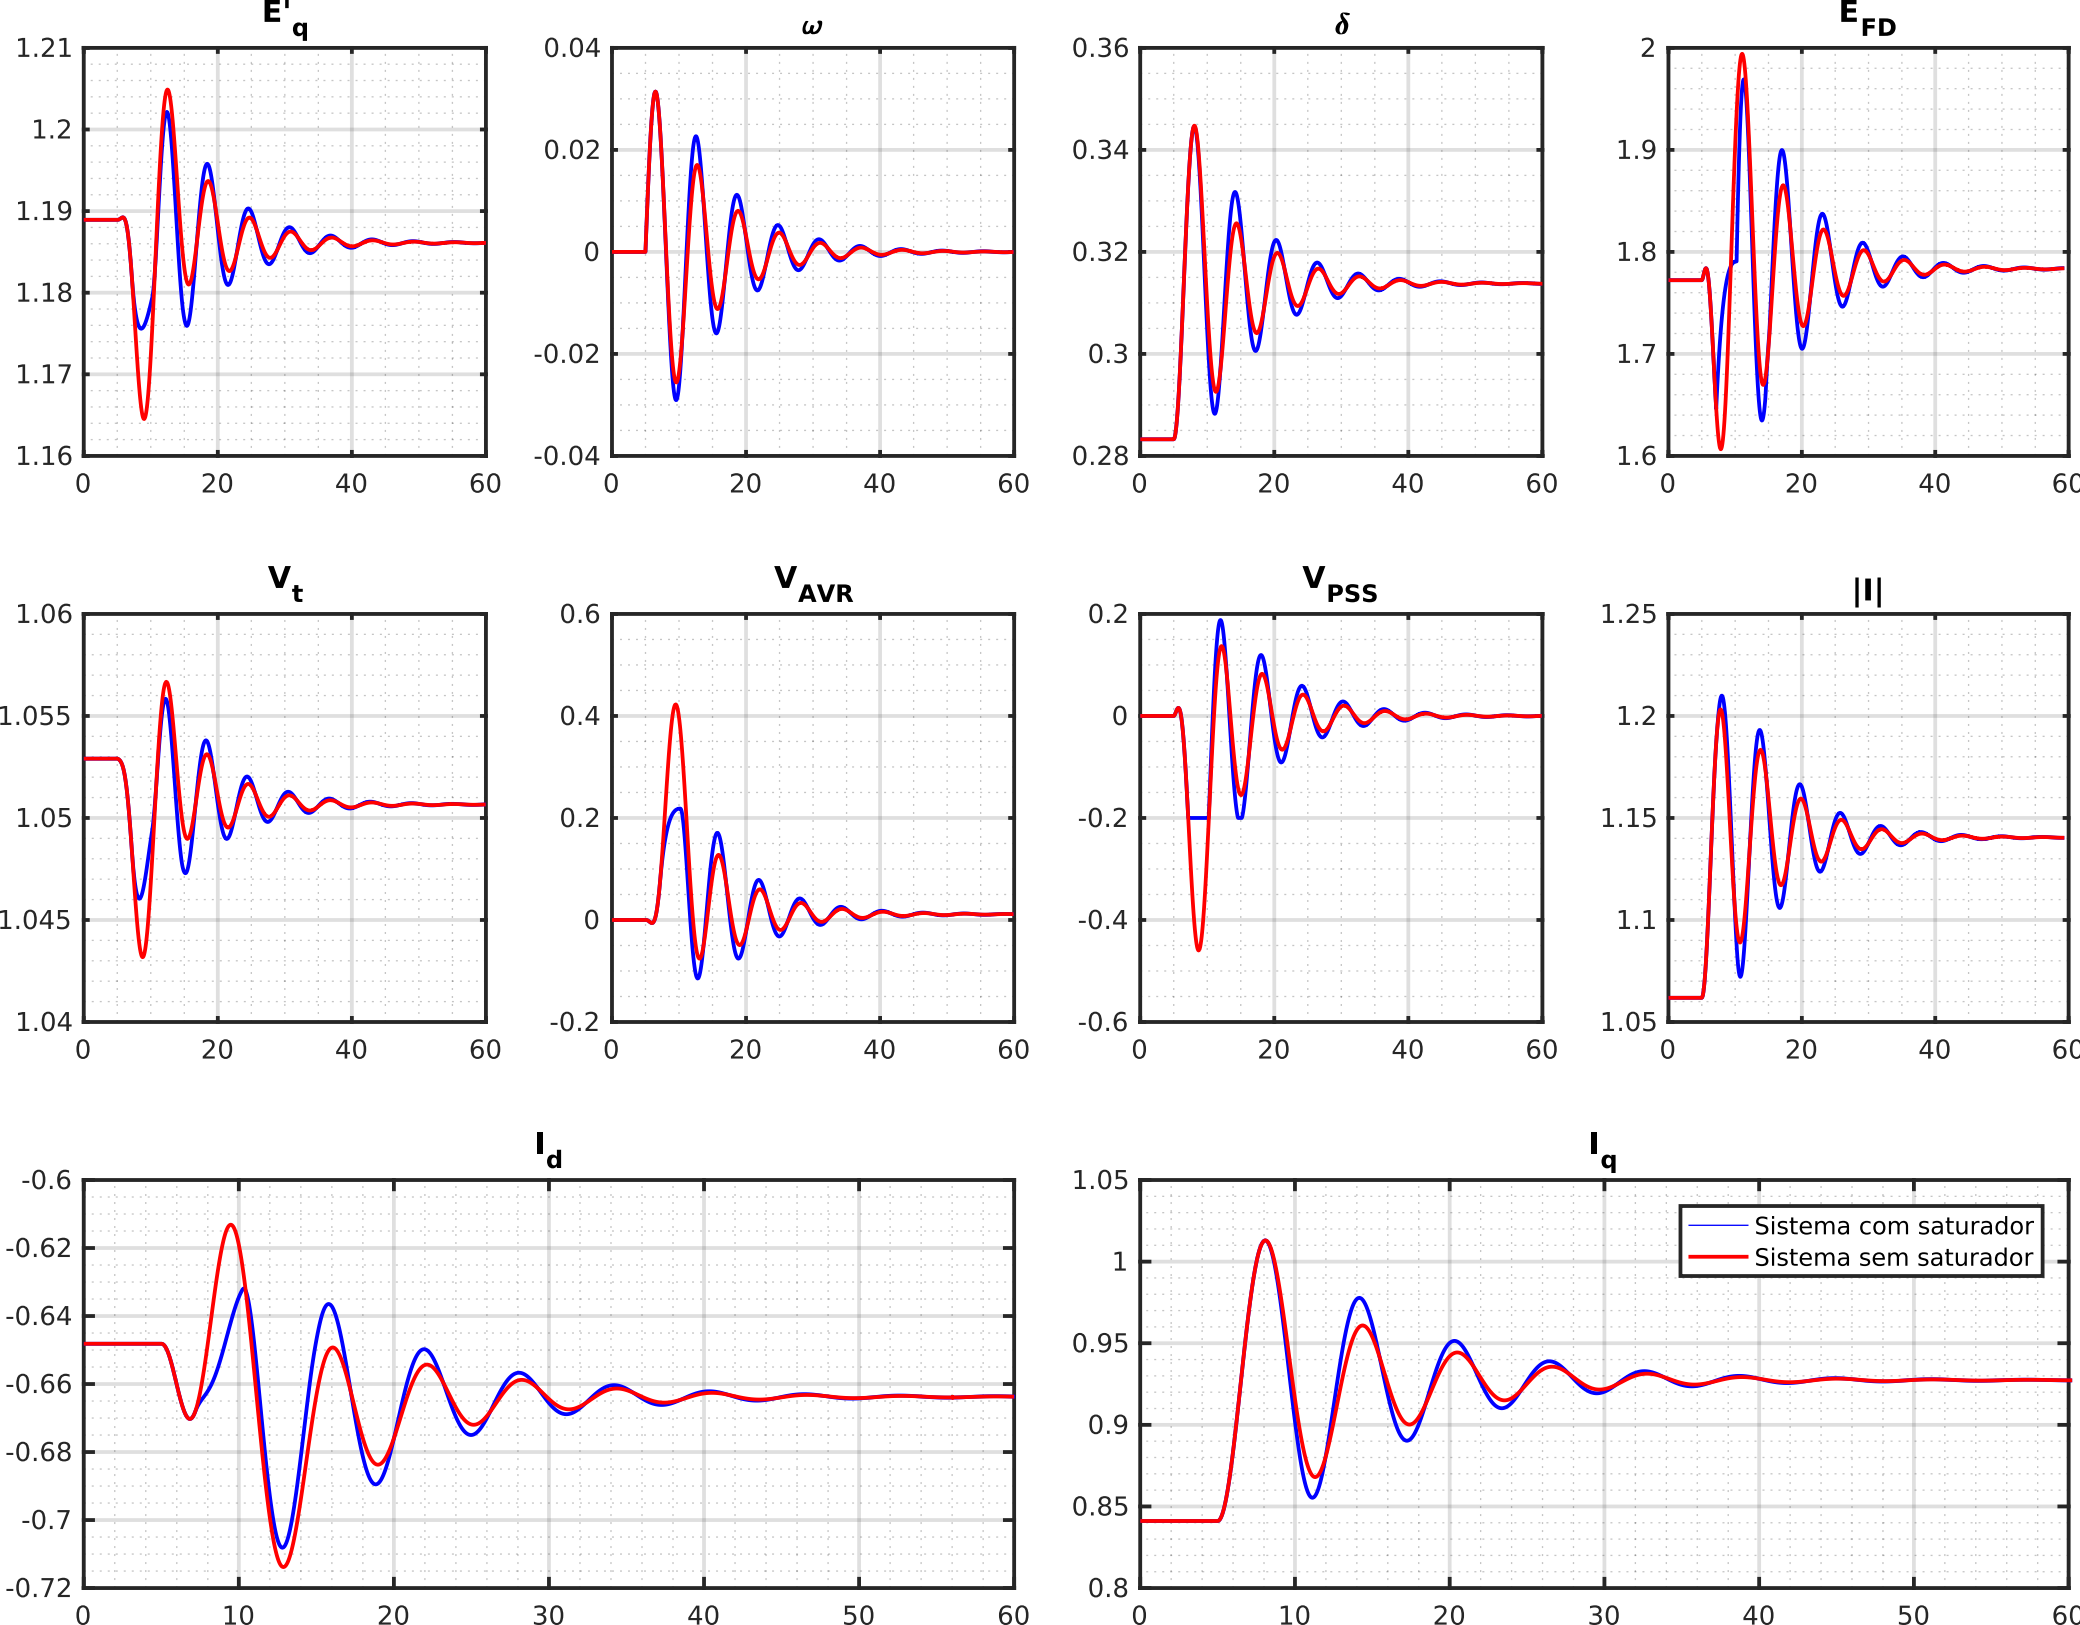 E'q
1.21
1.2
1.19
1.18
1.17
1.16
0 20 40 60
ω
0.04
0.02
0
-0.02
-0.04
0 20 40 60
δ
0.36
0.34
0.32
0.3
0.28
0 20 40 60
EFD
2
1.9
1.8
1.7
1.6
0 20 40 60
Vt
1.06
1.055
1.05
1.045
1.04
0 20 40 60
VAVR
0.6
0.4
0.2
0
-0.2
0 20 40 60
VPSS
0.2
0
-0.2
-0.4
-0.6
0 20 40 60
|I|
1.25
1.2
1.15
1.1
1.05
0 20 40 60
Id
-0.6
-0.62
-0.64
-0.66
-0.68
-0.7
-0.72
0 10 20 30 40 50 60
Iq
1.05
1
0.95
0.9
0.85
0.8
0 10 20 30 40 50 60
Sistema com saturador
Sistema sem saturador